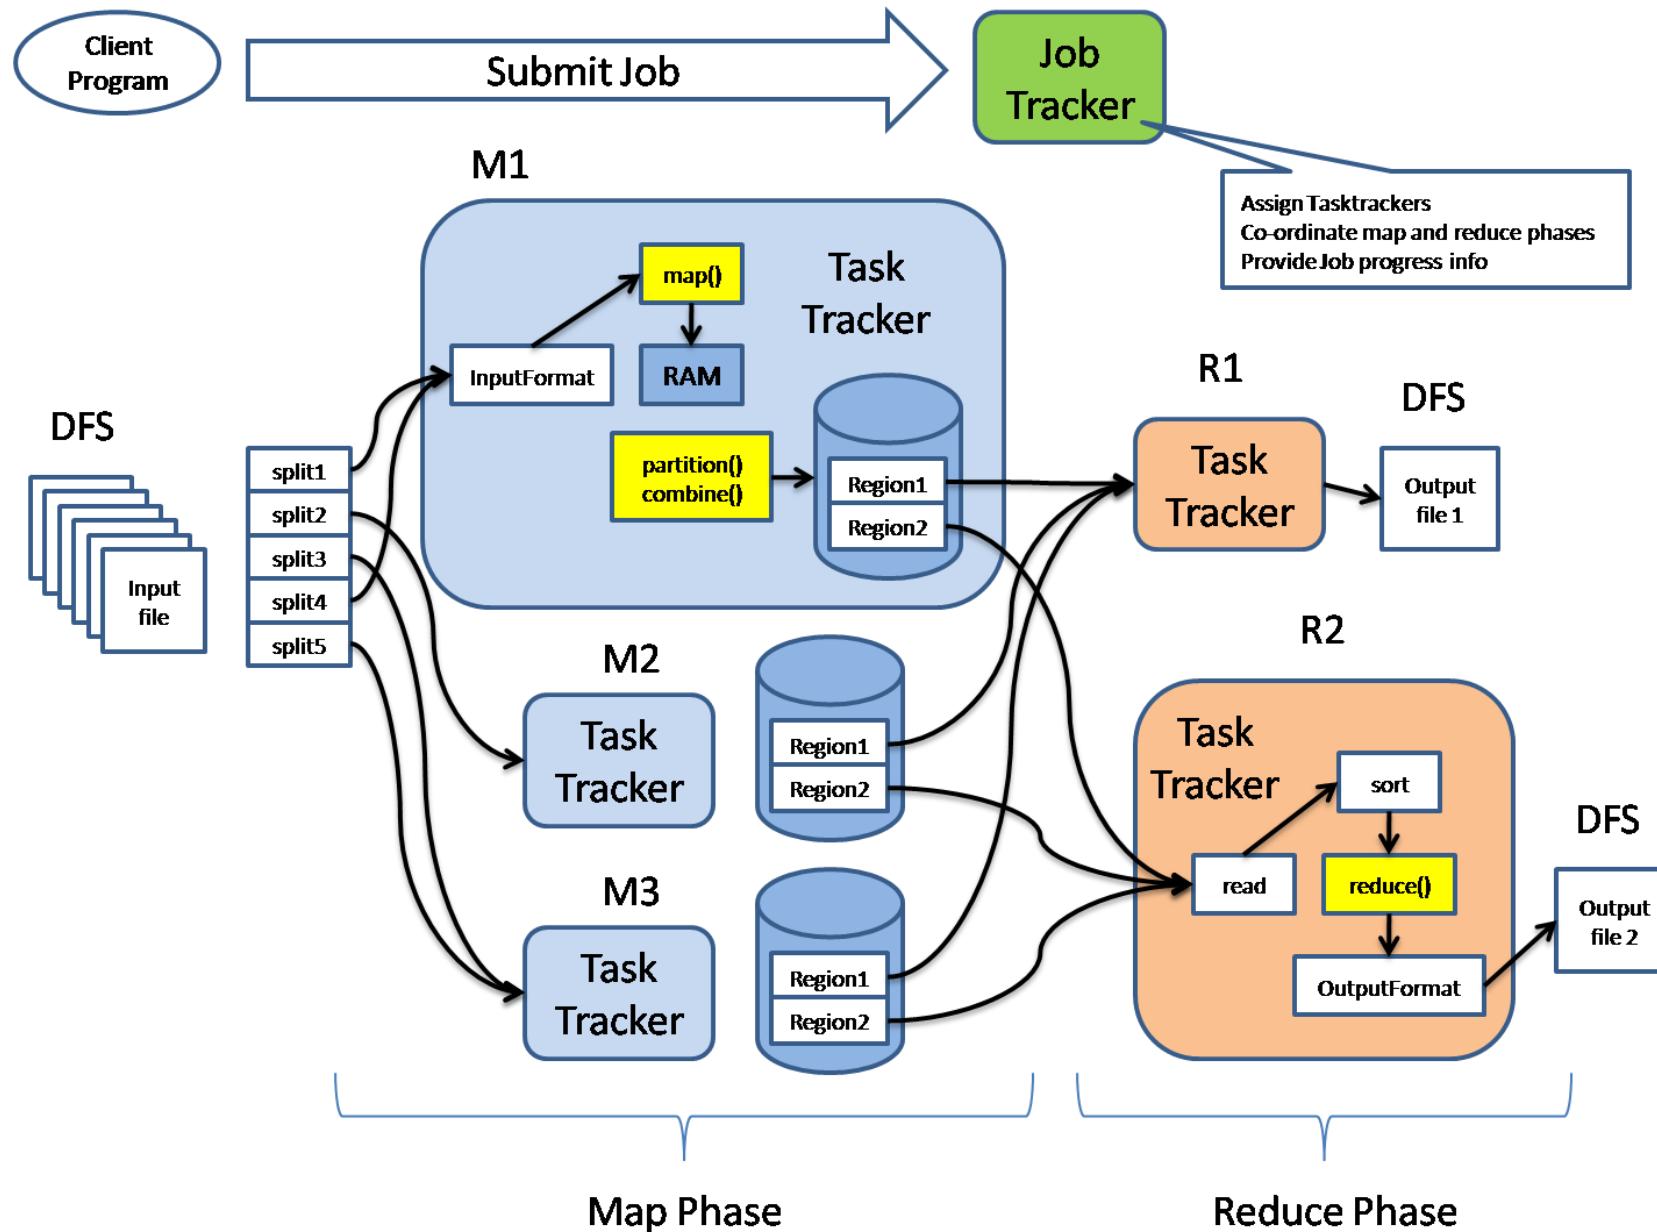 Client
Program
Submit Job
Job
Tracker
Assign Tasktrackers
Co-ordinate map and reduce phases
Provide Job progress info
M1
map()
Task
Tracker
InputFormat
RAM
partition()
combine()
Region1
Region2
DFS
Input
file
split1
split2
split3
split4
split5
M2
Task
Tracker
Region1
Region2
M3
Task
Tracker
Region1
Region2
R1
Task
Tracker
DFS
Output
file 1
R2
Task
Tracker
sort
read
reduce()
OutputFormat
DFS
Output
file 2
Map Phase
Reduce Phase